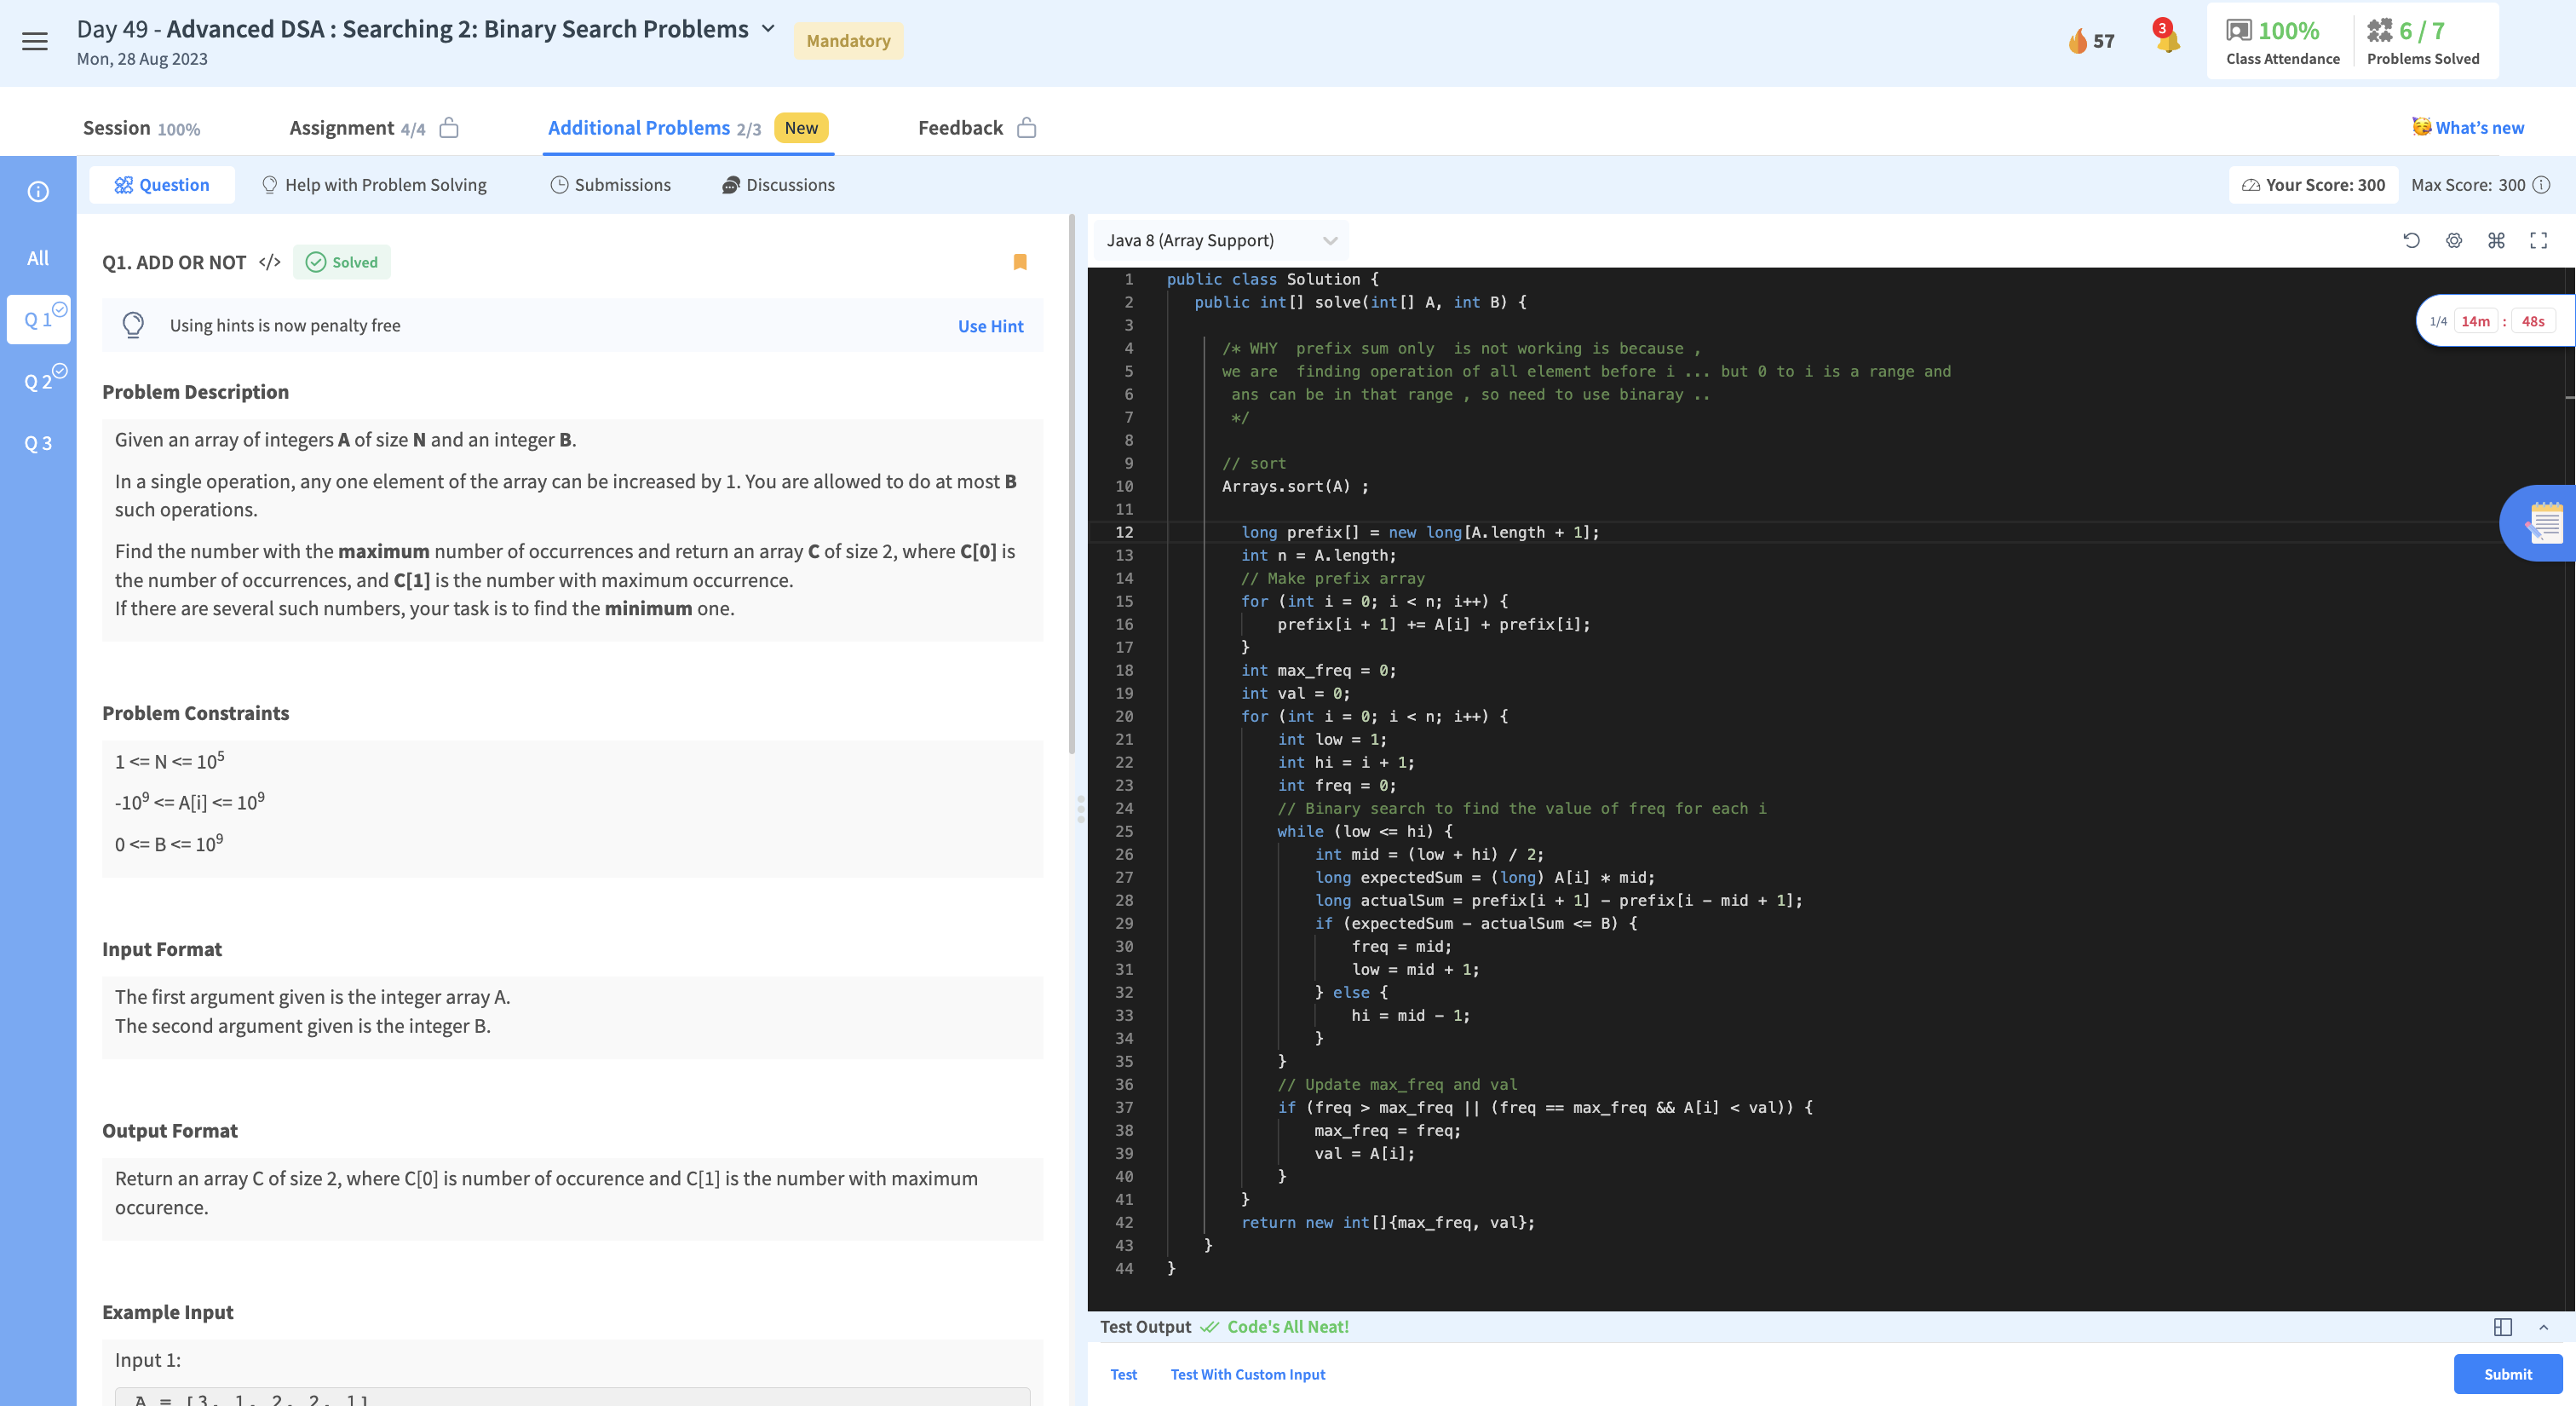 Day 49 - Advanced DSA : Searching 2: Binary Search Problems
Mandatory
Mon, 28 Aug 2023
57
3
100%
Class Attendance
6 / 7
Problems Solved
Session 100%
Assignment 4/4
Additional Problems 2/3 New
Feedback
What's new
Question
Help with Problem Solving
Submissions
Discussions
Your Score: 300
Max Score: 300
All
Q 1
Q 2
Q 3
Q1. ADD OR NOT </> Solved
Using hints is now penalty free
Use Hint
Problem Description
Given an array of integers A of size N and an integer B.
In a single operation, any one element of the array can be increased by 1. You are allowed to do at most B
such operations.
Find the number with the maximum number of occurrences and return an array C of size 2, where C[0] is
the number of occurrences, and C[1] is the number with maximum occurrence.
If there are several such numbers, your task is to find the minimum one.
Problem Constraints
1 <= N <= 10⁵
-10⁹ <= A[i] <= 10⁹
0 <= B <= 10⁹
Input Format
The first argument given is the integer array A.
The second argument given is the integer B.
Output Format
Return an array C of size 2, where C[0] is number of occurence and C[1] is the number with maximum
occurence.
Example Input
Input 1:
A = [3, 1, 2, 2, 1]
Java 8 (Array Support)
1/4 14m : 48s
1 public class Solution {
2 public int[] solve(int[] A, int B) {
3
4 /* WHY prefix sum only is not working is because ,
5 we are finding operation of all element before i ... but 0 to i is a range and
6 ans can be in that range , so need to use binaray ..
7 */
8
9 // sort
10 Arrays.sort(A) ;
11
12 long prefix[] = new long[A.length + 1];
13 int n = A.length;
14 // Make prefix array
15 for (int i = 0; i < n; i++) {
16 prefix[i + 1] += A[i] + prefix[i];
17 }
18 int max_freq = 0;
19 int val = 0;
20 for (int i = 0; i < n; i++) {
21 int low = 1;
22 int hi = i + 1;
23 int freq = 0;
24 // Binary search to find the value of freq for each i
25 while (low <= hi) {
26 int mid = (low + hi) / 2;
27 long expectedSum = (long) A[i] * mid;
28 long actualSum = prefix[i + 1] - prefix[i - mid + 1];
29 if (expectedSum - actualSum <= B) {
30 freq = mid;
31 low = mid + 1;
32 } else {
33 hi = mid - 1;
34 }
35 }
36 // Update max_freq and val
37 if (freq > max_freq || (freq == max_freq && A[i] < val)) {
38 max_freq = freq;
39 val = A[i];
40 }
41 }
42 return new int[]{max_freq, val};
43 }
44 }
Test Output Code's All Neat!
Test
Test With Custom Input
Submit